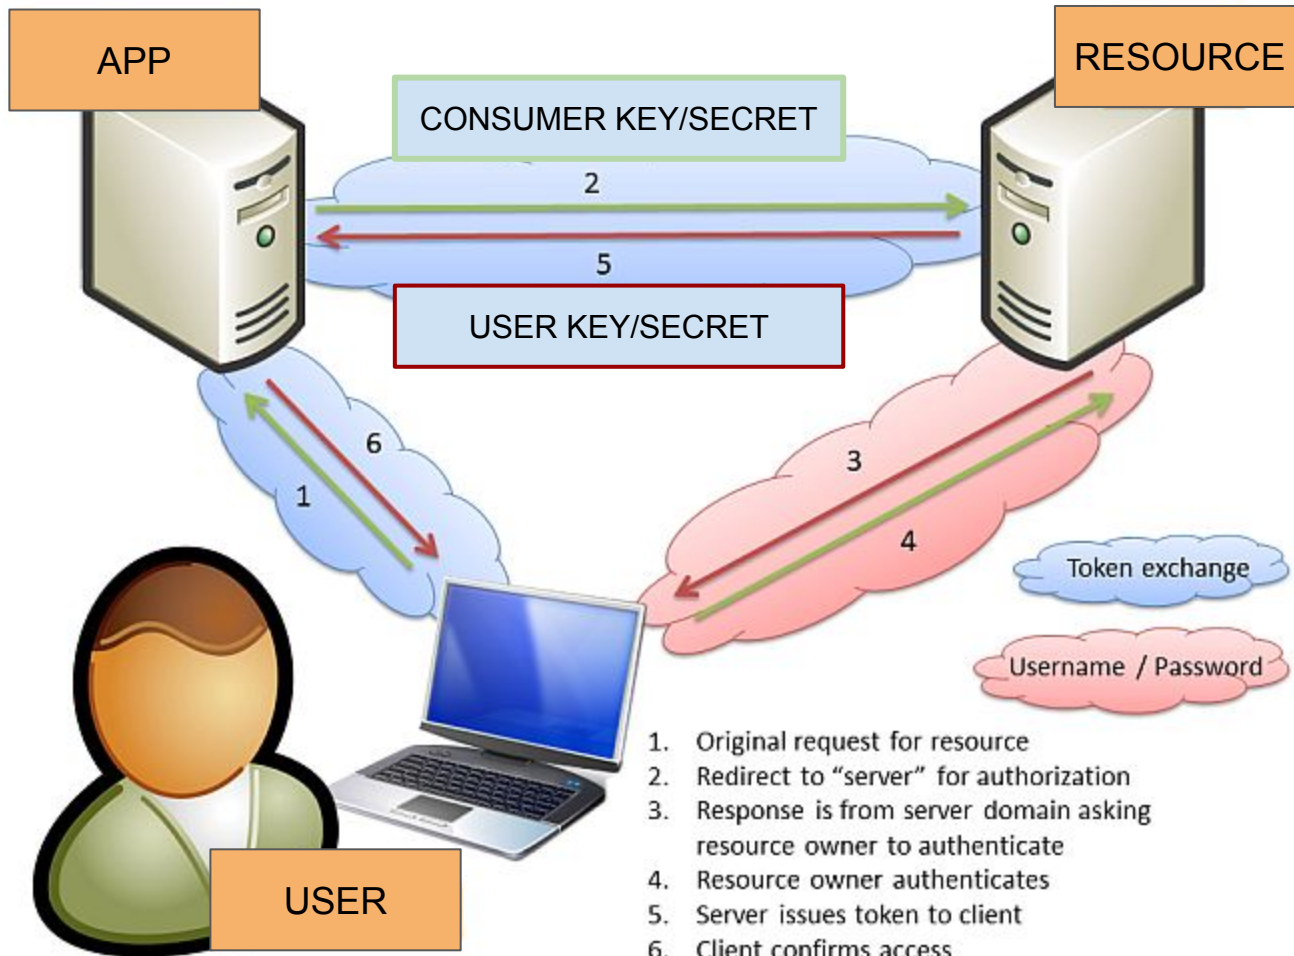 APP
RESOURCE
CONSUMER KEY/SECRET
2
5
USER KEY/SECRET
6
1
3
4
Token exchange
Username / Password
1. Original request for resource
2. Redirect to “server” for authorization
3. Response is from server domain asking
resource owner to authenticate
4. Resource owner authenticates
5. Server issues token to client
6. Client confirms access
USER